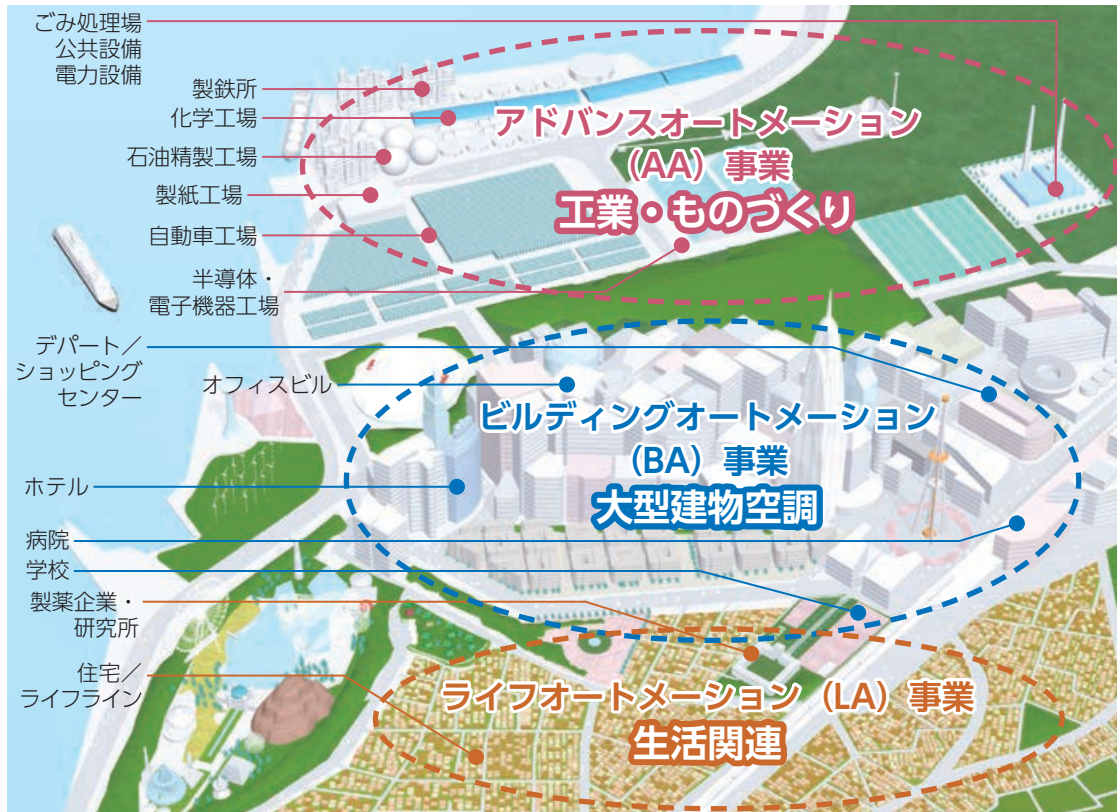 ごみ処理場
公共設備
電力設備
製鉄所
化学工場
石油精製工場
製紙工場
自動車工場
半導体・
電子機器工場
アドバンスオートメーション
（AA）事業
工業・ものづくり
デパート／
ショッピング
センター
オフィスビル
ホテル
病院
学校
ビルディングオートメーション
（BA）事業
大型建物空調
製薬企業・
研究所
住宅／
ライフライン
ライフオートメーション（LA）事業
生活関連